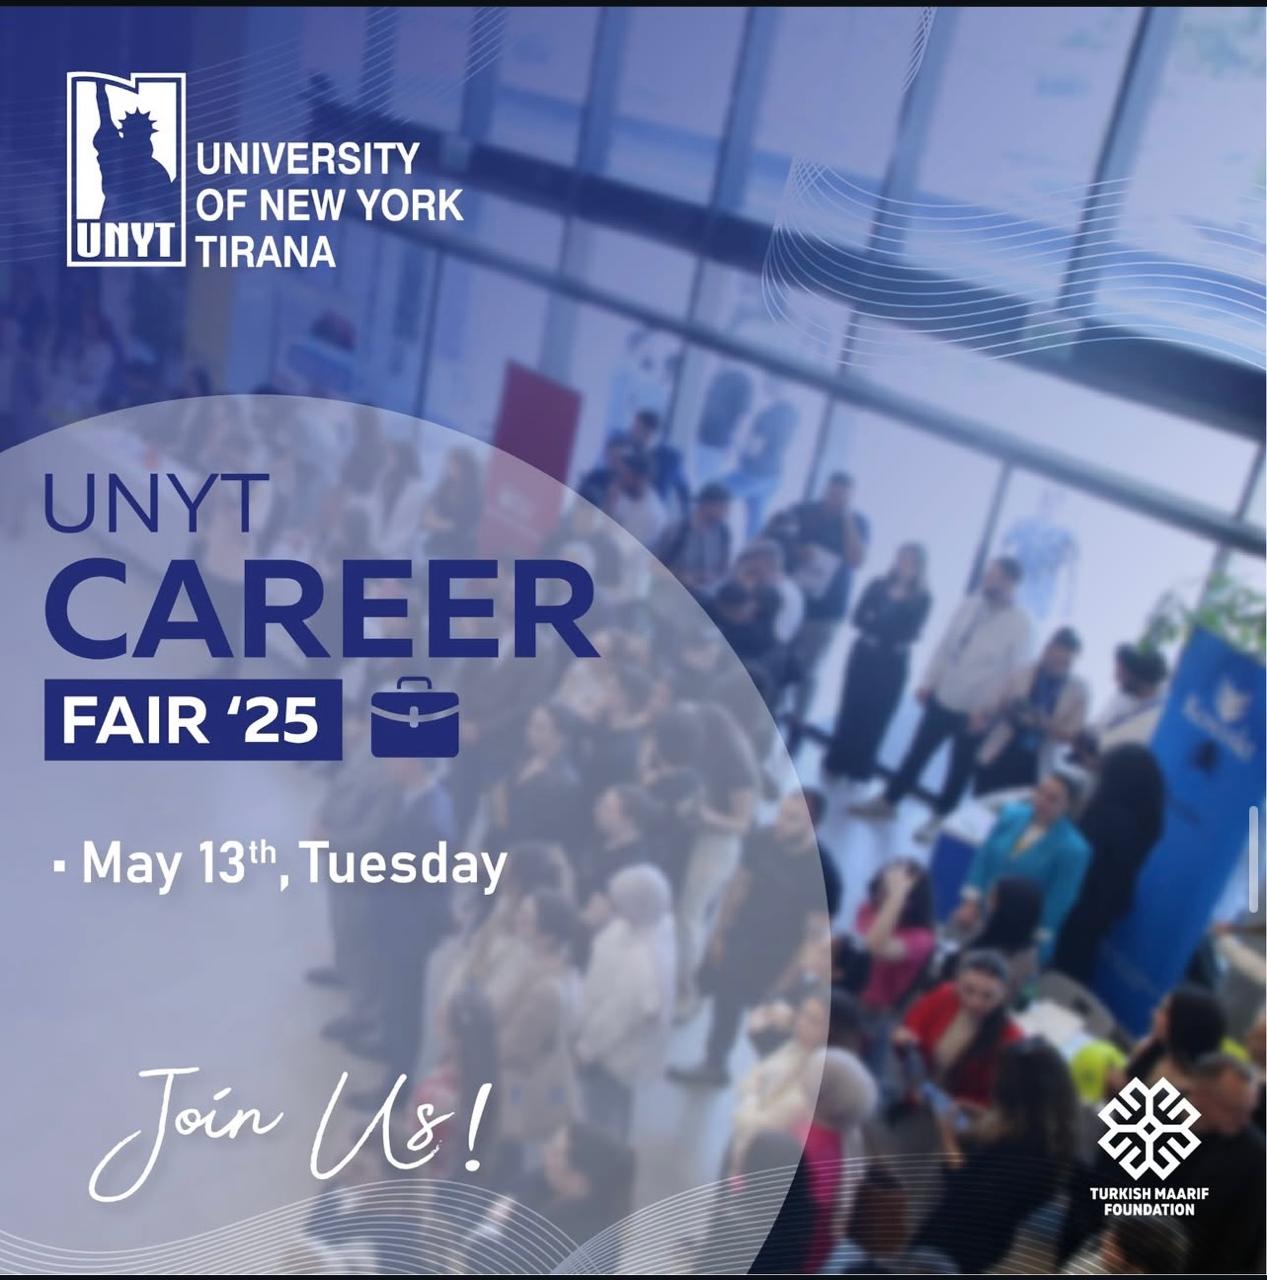 UNYT
UNIVERSITY
OF NEW YORK
TIRANA
UNYT
CAREER
FAIR ‘25
▪ May 13th, Tuesday
Join Us!
TURKISH MAARIF
FOUNDATION